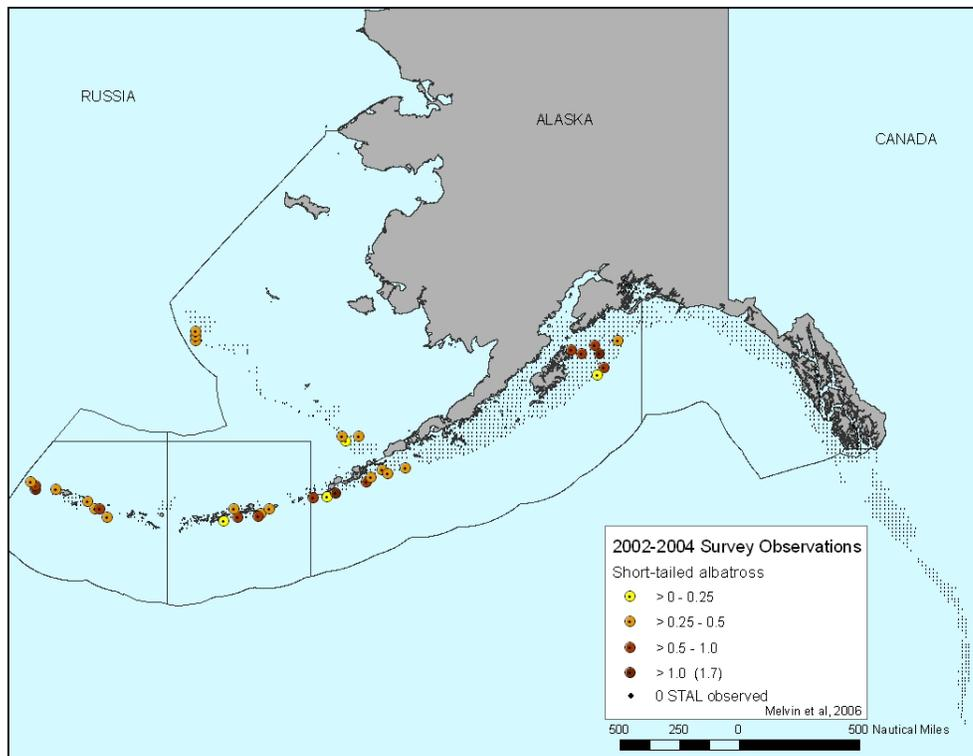 RUSSIA
ALASKA
CANADA
2002-2004 Survey Observations
Short-tailed albatross
> 0 - 0.25
> 0.25 - 0.5
> 0.5 - 1.0
> 1.0 (1.7)
0 STAL observed
Melvin et al, 2006
500 250 0 500 Nautical Miles